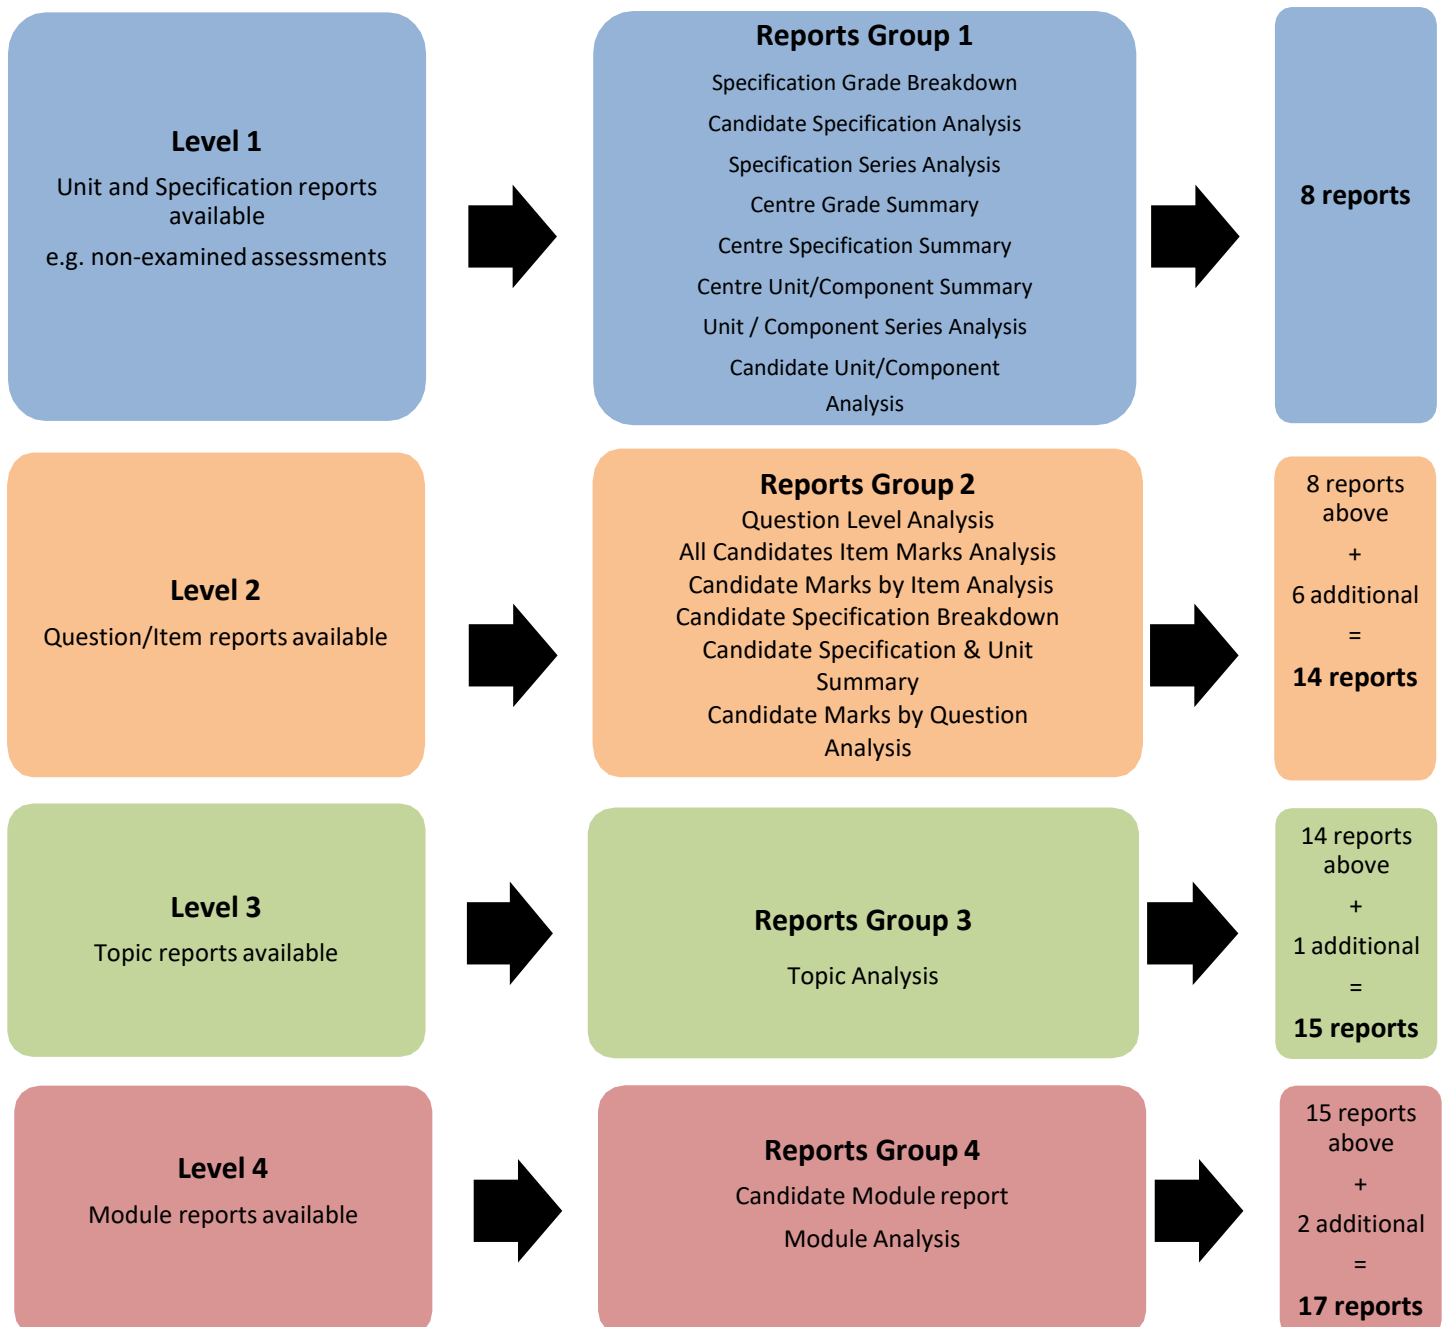 Level 1
Unit and Specification reports
available
e.g. non-examined assessments
Reports Group 1
Specification Grade Breakdown
Candidate Specification Analysis
Specification Series Analysis
Centre Grade Summary
Centre Specification Summary
Centre Unit/Component Summary
Unit / Component Series Analysis
Candidate Unit/Component
Analysis
8 reports
Level 2
Question/Item reports available
Reports Group 2
Question Level Analysis
All Candidates Item Marks Analysis
Candidate Marks by Item Analysis
Candidate Specification Breakdown
Candidate Specification & Unit
Summary
Candidate Marks by Question
Analysis
8 reports
above
+
6 additional
=
14 reports
Level 3
Topic reports available
Reports Group 3
Topic Analysis
14 reports
above
+
1 additional
=
15 reports
Level 4
Module reports available
Reports Group 4
Candidate Module report
Module Analysis
15 reports
above
+
2 additional
=
17 reports